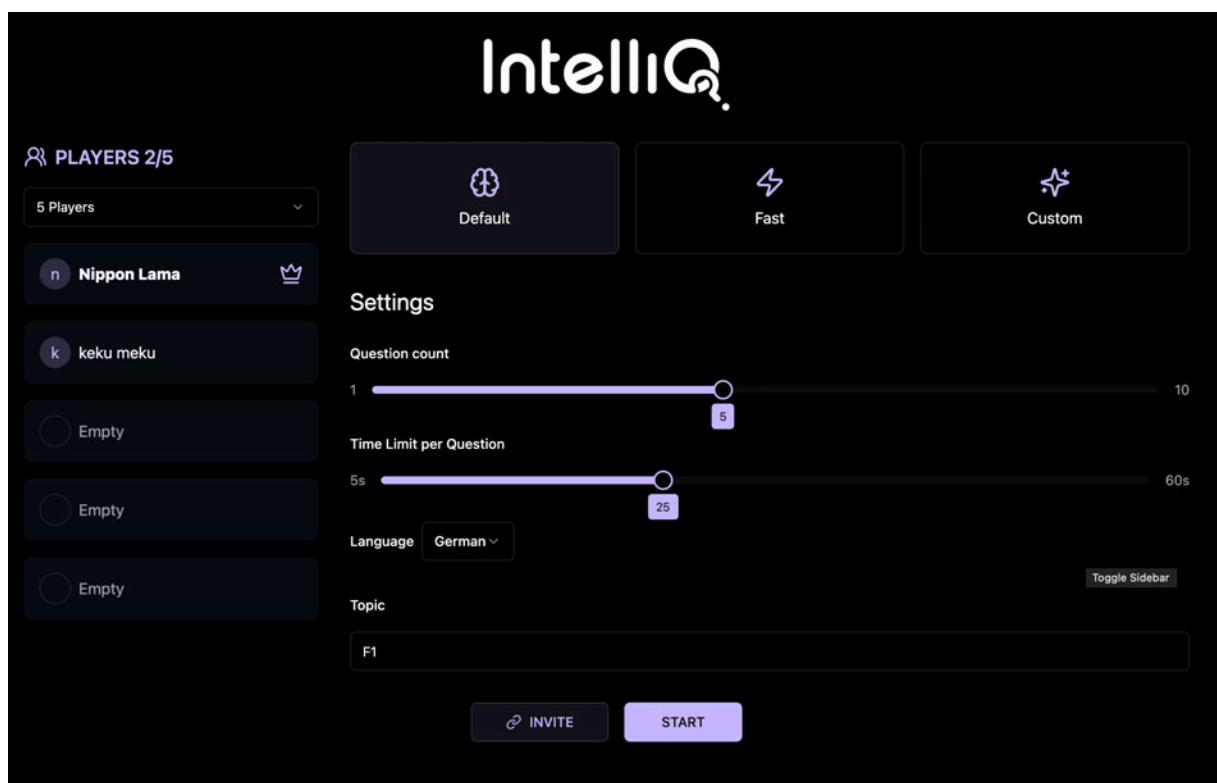 IntelliQ
PLAYERS 2/5
5 Players
n Nippon Lama
k keku meku
Empty
Empty
Empty
Default
Fast
Custom
Settings
Question count
1 10
5
Time Limit per Question
5s 60s
25
Language German
Toggle Sidebar
Topic
F1
INVITE
START